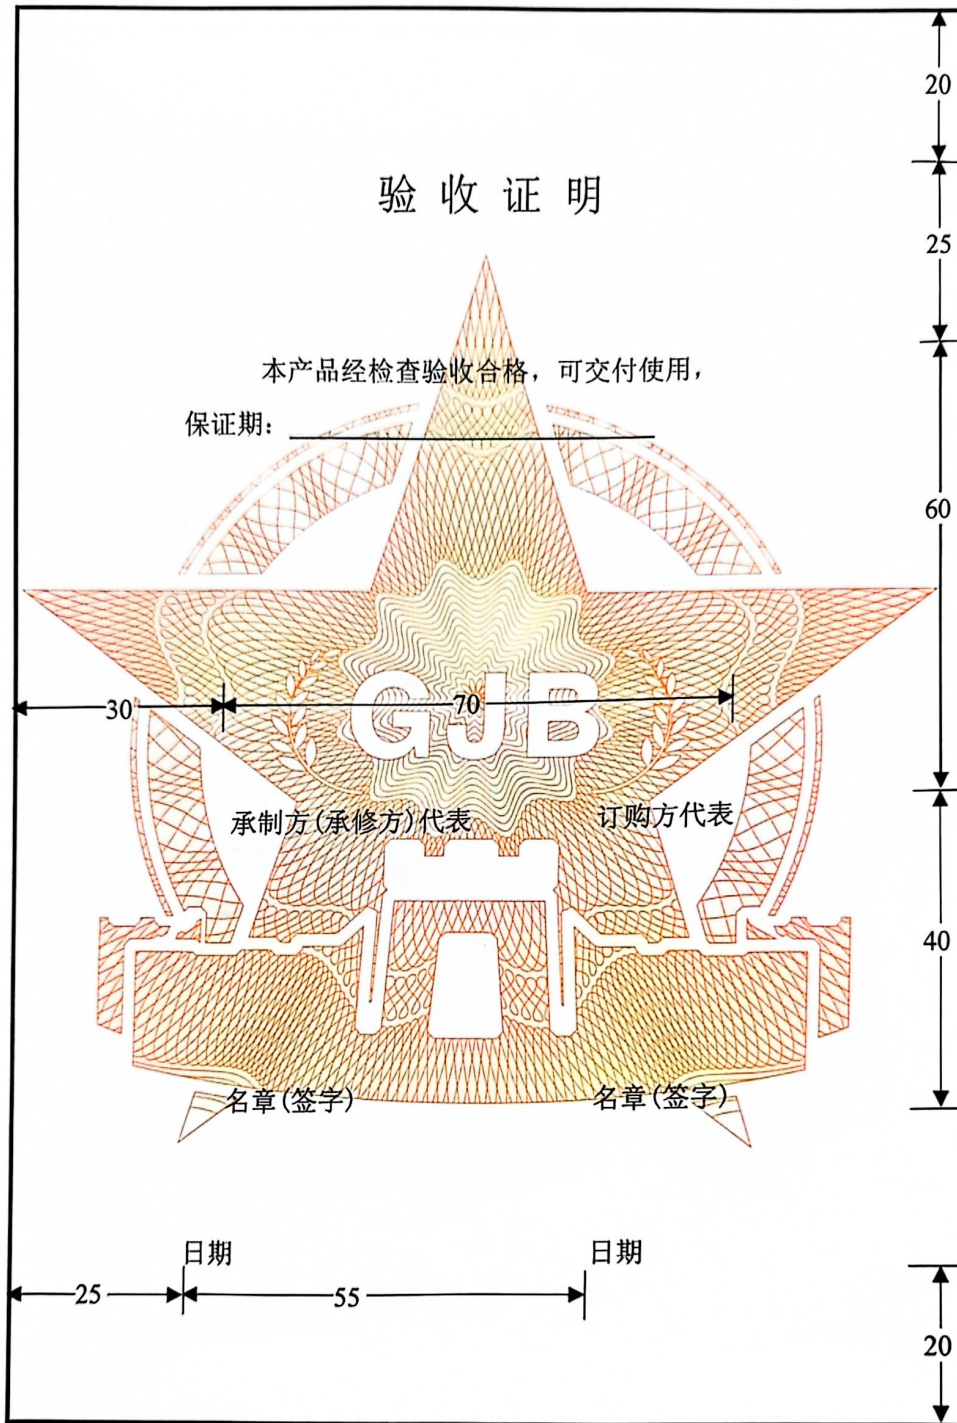 20
验收证明
25
本产品经检查验收合格，可交付使用，
保证期：
60
30
70
GJB
承制方(承修方)代表
订购方代表
40
名章(签字)
名章(签字)
日期
日期
25
55
20